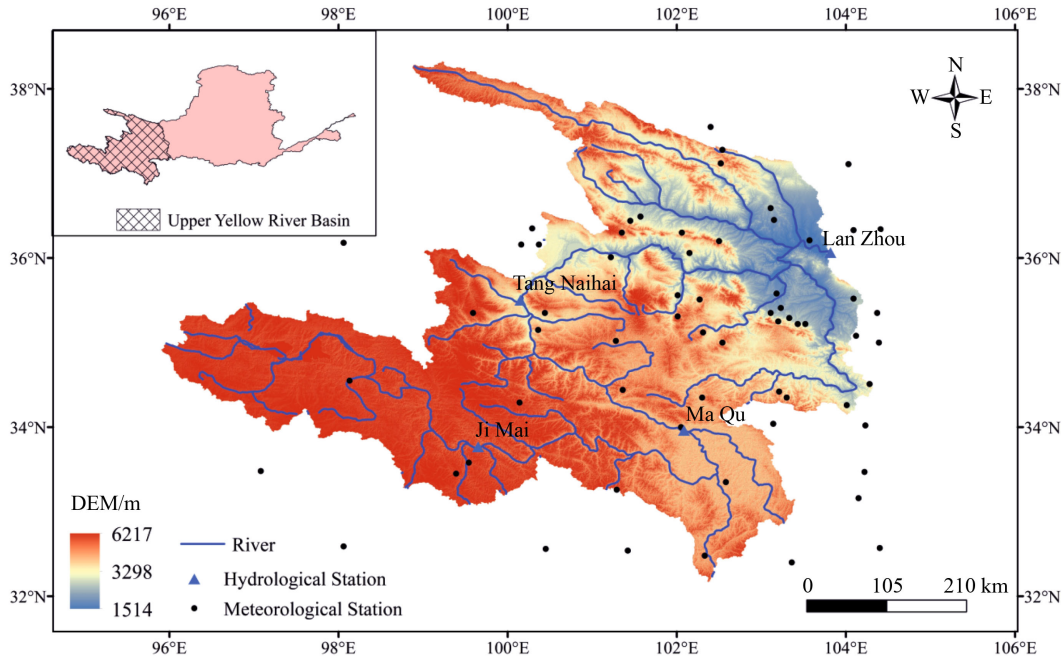 96°E 98°E 100°E 102°E 104°E 106°E
38°N 38°N
N
W E
S
Upper Yellow River Basin
36°N 36°N
Lan Zhou
Tang Naihai
Ma Qu
34°N 34°N
Ji Mai
DEM/m
6217
3298
1514
River
Hydrological Station
Meteorological Station
0 105 210 km
32°N 32°N
96°E 98°E 100°E 102°E 104°E 106°E